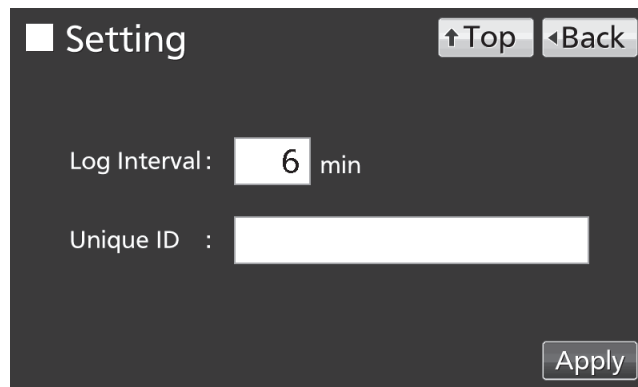 Setting
↑Top
◂Back
Log Interval : 6 min
Unique ID :
Apply